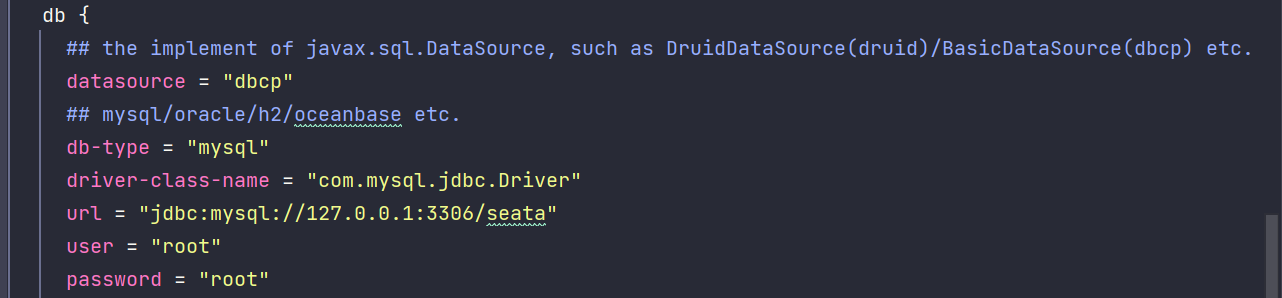 db {
## the implement of javax.sql.DataSource, such as DruidDataSource(druid)/BasicDataSource(dbcp) etc.
datasource = "dbcp"
## mysql/oracle/h2/oceanbase etc.
db-type = "mysql"
driver-class-name = "com.mysql.jdbc.Driver"
url = "jdbc:mysql://127.0.0.1:3306/seata"
user = "root"
password = "root"